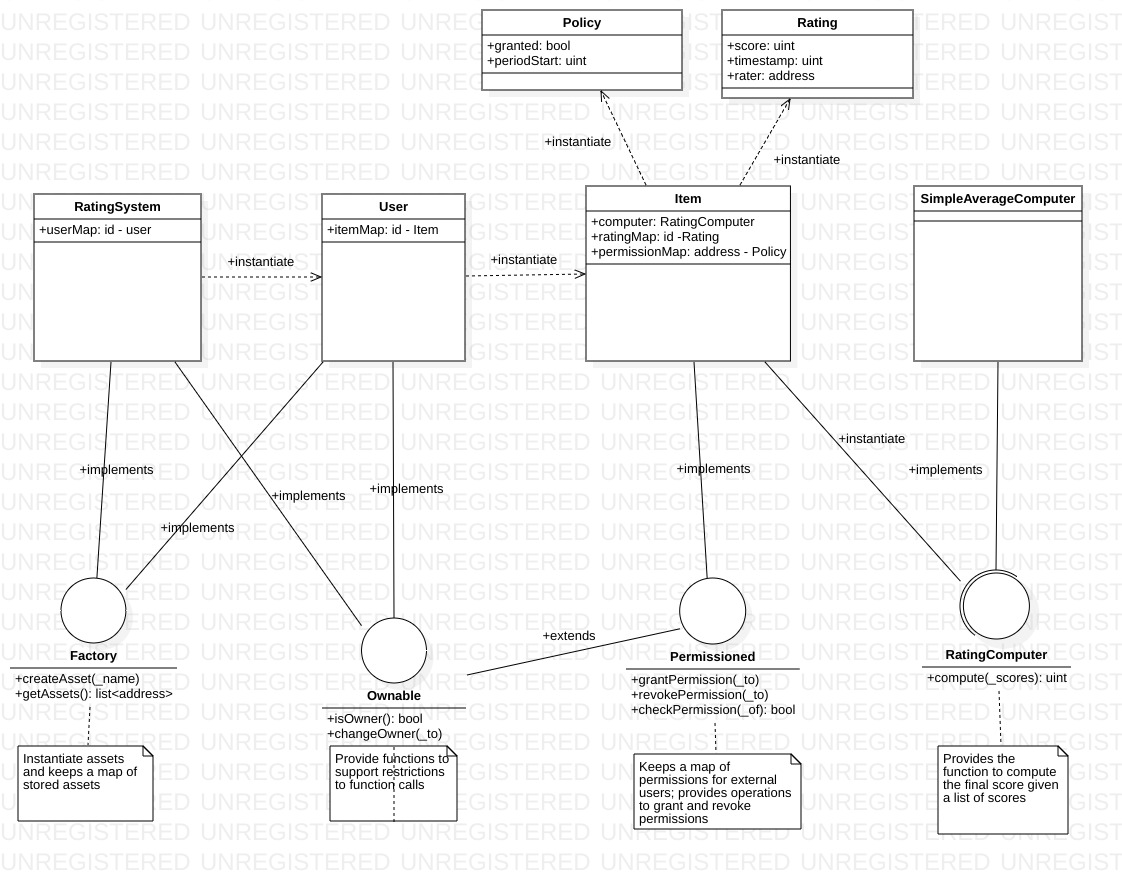 Policy
+granted: bool
+periodStart: uint
Rating
+score: uint
+timestamp: uint
+rater: address
+instantiate
+instantiate
RatingSystem
+userMap: id - user
User
+itemMap: id - Item
Item
+computer: RatingComputer
+ratingMap: id -Rating
+permissionMap: address - Policy
SimpleAverageComputer
+instantiate
+instantiate
+implements
+implements
+implements
+implements
+implements
+instantiate
+implements
+extends
Factory
+createAsset(_name)
+getAssets(): list<address>
Ownable
+isOwner(): bool
+changeOwner(_to)
Permissioned
+grantPermission(_to)
+revokePermission(_to)
+checkPermission(_of): bool
RatingComputer
+compute(_scores): uint
Instantiate assets
and keeps a map of
stored assets
Provide functions to
support restrictions
to function calls
Keeps a map of
permissions for external
users; provides operations
to grant and revoke
permissions
Provides the
function to compute
the final score given
a list of scores
UNREGISTERED